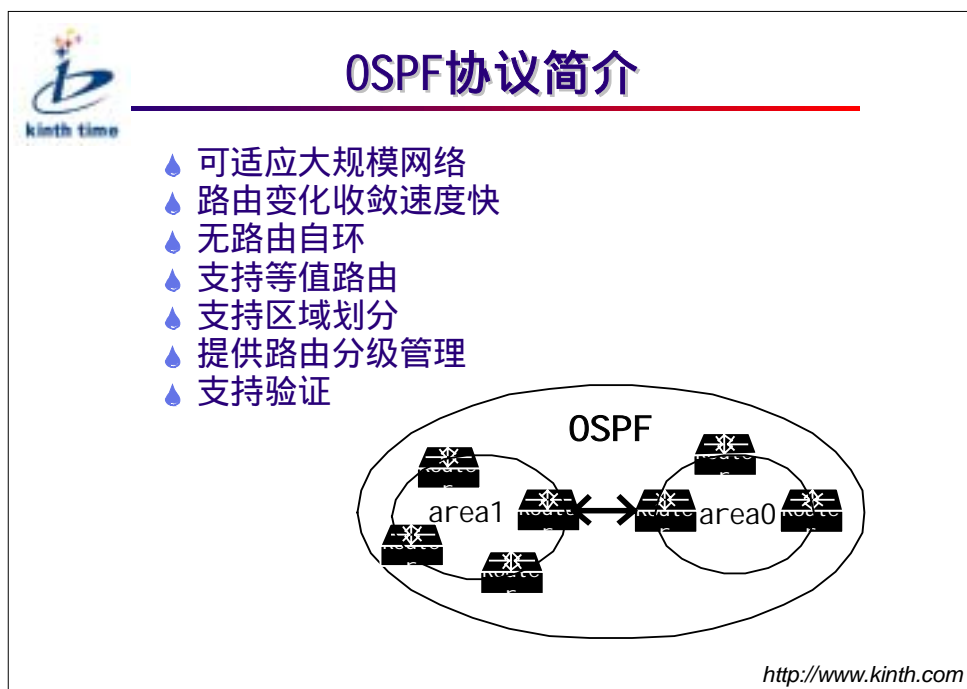 kinth time
OSPF协议简介
可适应大规模网络
路由变化收敛速度快
无路由自环
支持等值路由
支持区域划分
提供路由分级管理
支持验证
OSPF
area1
area0
http://www.kinth.com